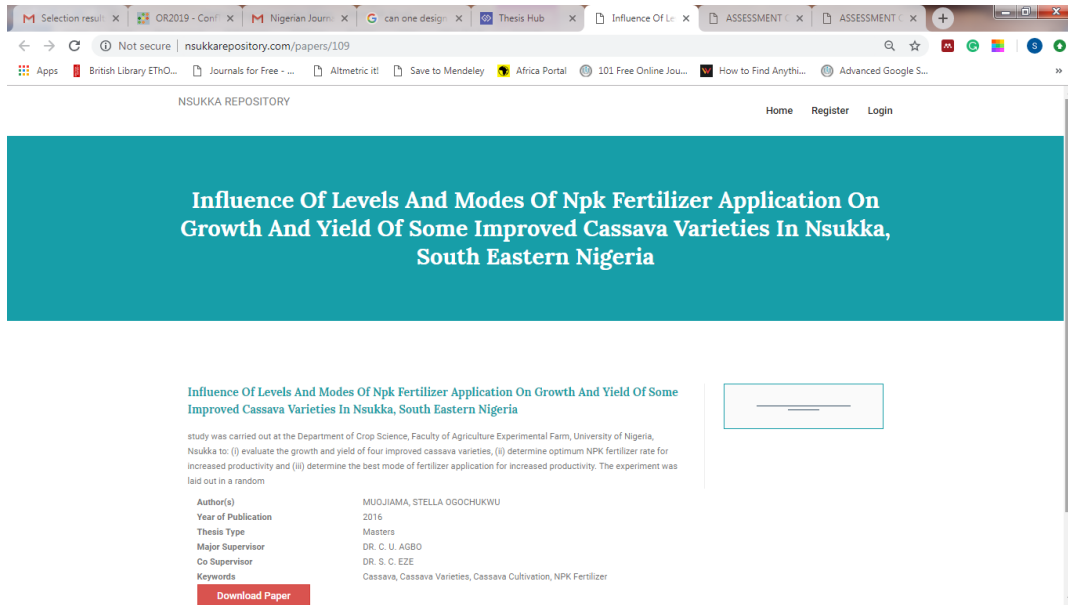 Selection result
OR2019 - Conf
Nigerian Journ
can one design
Thesis Hub
Influence Of Le
ASSESSMENT O
ASSESSMENT O
Not secure | nsukkarepository.com/papers/109
Apps
British Library EThO...
Journals for Free - ...
Altmetric it!
Save to Mendeley
Africa Portal
101 Free Online Jou...
How to Find Anythi...
Advanced Google S...
»
NSUKKA REPOSITORY
Home Register Login
Influence Of Levels And Modes Of Npk Fertilizer Application On
Growth And Yield Of Some Improved Cassava Varieties In Nsukka,
South Eastern Nigeria
Influence Of Levels And Modes Of Npk Fertilizer Application On Growth And Yield Of Some
Improved Cassava Varieties In Nsukka, South Eastern Nigeria
study was carried out at the Department of Crop Science, Faculty of Agriculture Experimental Farm, University of Nigeria,
Nsukka to: (i) evaluate the growth and yield of four improved cassava varieties, (ii) determine optimum NPK fertilizer rate for
increased productivity and (iii) determine the best mode of fertilizer application for increased productivity. The experiment was
laid out in a random
Author(s) MUOJIAMA, STELLA OGOCHUKWU
Year of Publication 2016
Thesis Type Masters
Major Supervisor DR. C. U. AGBO
Co Supervisor DR. S. C. EZE
Keywords Cassava, Cassava Varieties, Cassava Cultivation, NPK Fertilizer
Download Paper